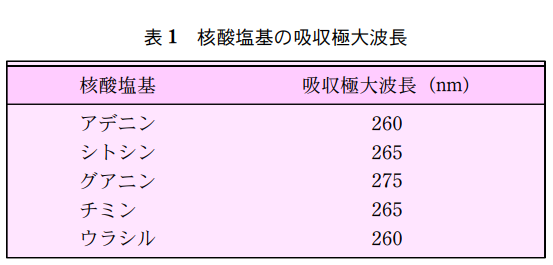 表1 核酸塩基の吸収極大波長
核酸塩基 吸収極大波長（nm）
アデニン 260
シトシン 265
グアニン 275
チミン 265
ウラシル 260